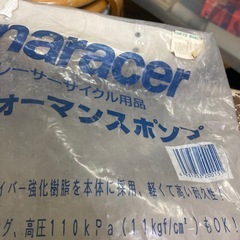 naracer
レーサーサイクル用品
ォーマンスポンプ
イバー強化樹脂を本体に採用、軽くて高い耐久性!
グ、高圧110kPa(11kgf/cm²)もOK!